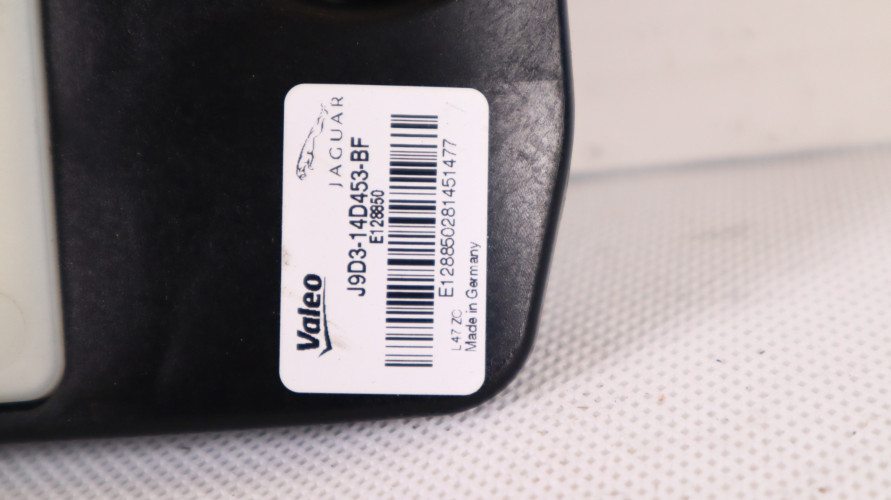 JAGUAR
Valeo
J9D3-14D453-BF
E128850
E128850281451477
L47 ZC
Made in Germany